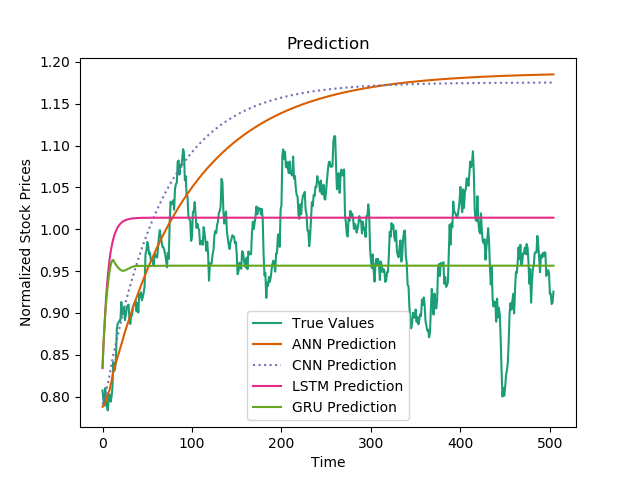 Prediction
Normalized Stock Prices
1.20
1.15
1.10
1.05
1.00
0.95
0.90
0.85
0.80
True Values
ANN Prediction
CNN Prediction
LSTM Prediction
GRU Prediction
0 100 200 300 400 500
Time